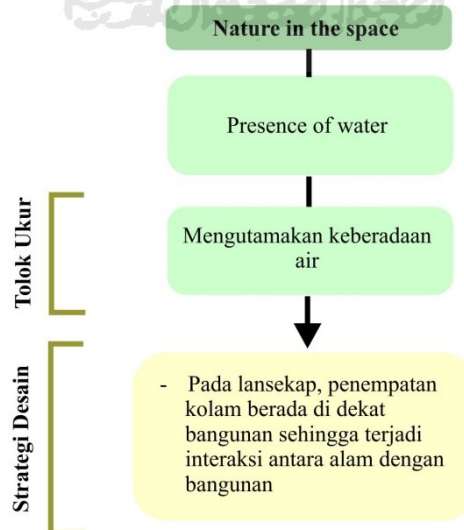 Nature in the space
Presence of water
Tolok Ukur
Mengutamakan keberadaan
air
Strategi Desain
- Pada lansekap, penempatan
kolam berada di dekat
bangunan sehingga terjadi
interaksi antara alam dengan
bangunan